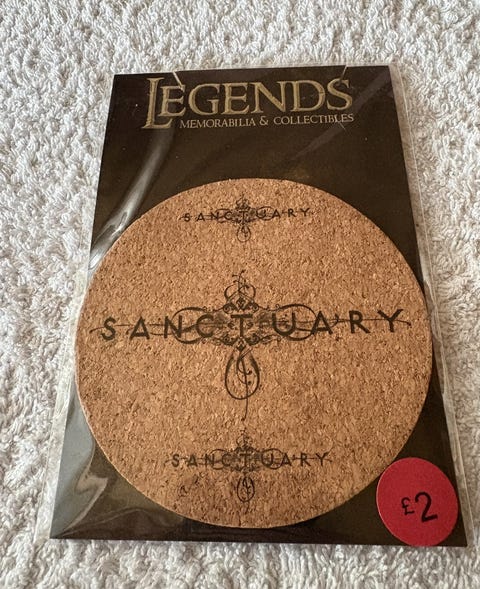 LEGENDS
MEMORABILIA & COLLECTIBLES
SANCTUARY
SANCTUARY
SANCTUARY
£2